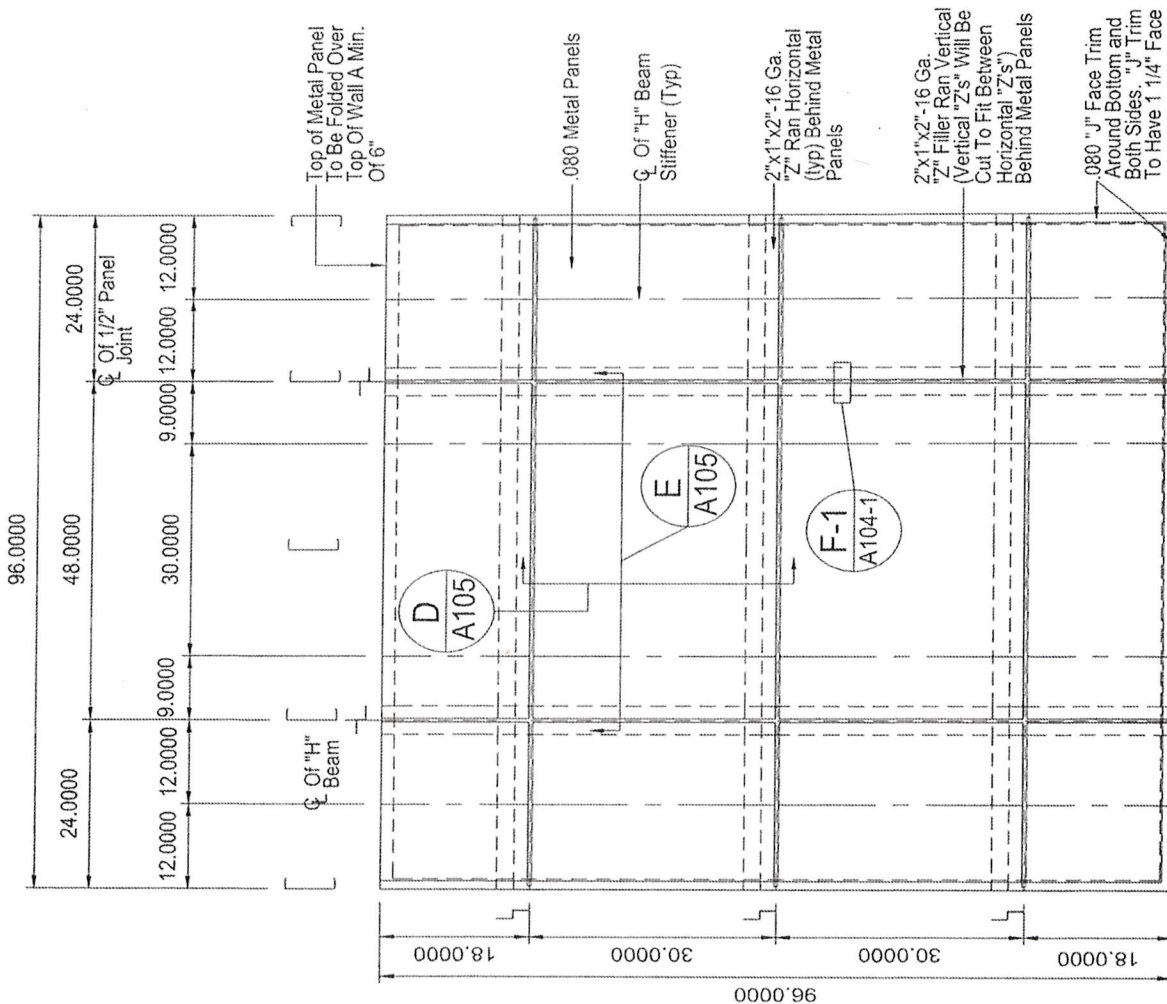 96.0000
24.0000
48.0000
24.0000
12.0000
12.0000
9.0000
30.0000
9.0000
12.0000
12.0000
℄ Of "H"
Beam
℄ Of 1/2" Panel
Joint
Top of Metal Panel
To Be Folded Over
Top Of Wall A Min.
Of 6"
.080 Metal Panels
℄ Of "H" Beam
Stiffener (Typ)
2"x1"x2"-16 Ga.
"Z" Ran Horizontal
(typ) Behind Metal
Panels
2"x1"x2"-16 Ga.
"Z" Filler Ran Vertical
(Vertical "Z's" Will Be
Cut To Fit Between
Horizontal "Z's")
Behind Metal Panels
.080 "J" Face Trim
Around Bottom and
Both Sides. "J" Trim
To Have 1 1/4" Face
D
A105
E
A105
F-1
A104-1
18.0000
30.0000
30.0000
18.0000
96.0000